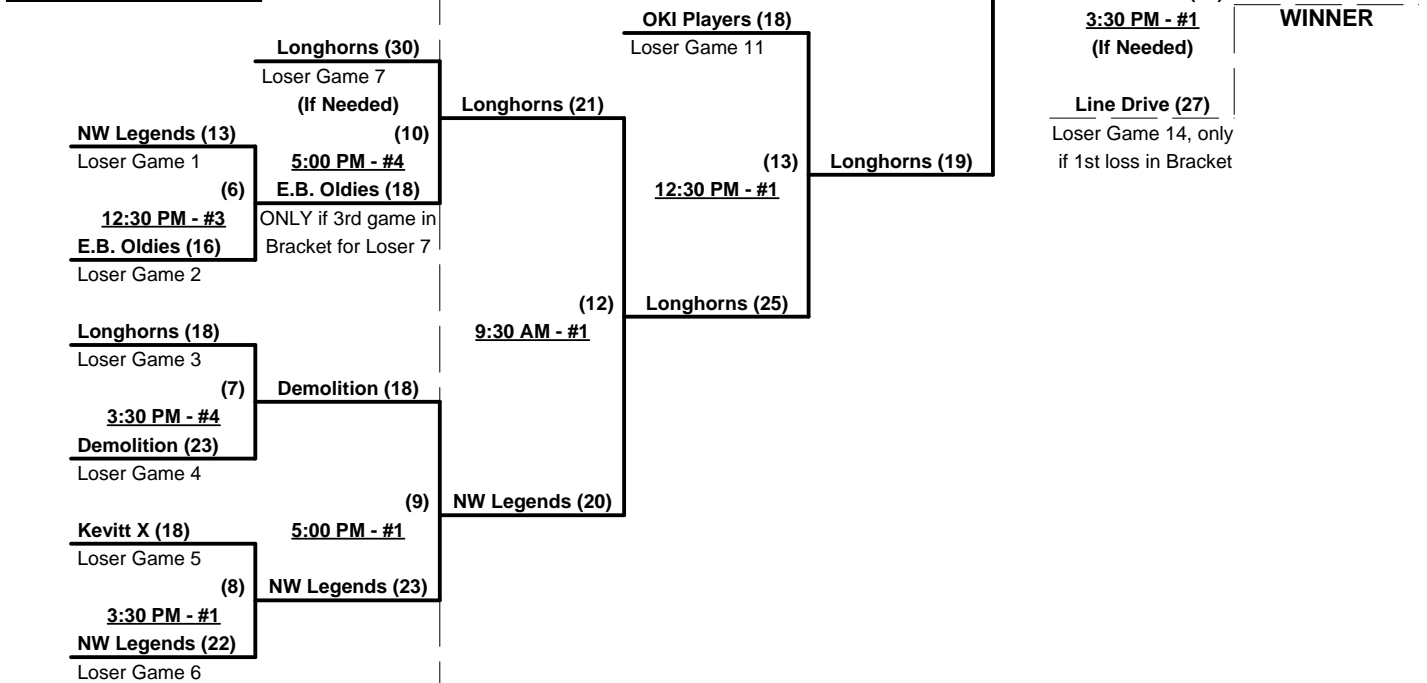 OKI Players (18)
Loser Game 11
3:30 PM - #1
(If Needed)
WINNER
Longhorns (30)
Loser Game 7
(If Needed)
(10)
5:00 PM - #4
E.B. Oldies (18)
ONLY if 3rd game in
Bracket for Loser 7
Longhorns (21)
Line Drive (27)
Loser Game 14, only
if 1st loss in Bracket
NW Legends (13)
Loser Game 1
(6)
12:30 PM - #3
E.B. Oldies (16)
Loser Game 2
(13)
12:30 PM - #1
Longhorns (19)
(12)
9:30 AM - #1
Longhorns (25)
Longhorns (18)
Loser Game 3
(7)
3:30 PM - #4
Demolition (23)
Loser Game 4
Demolition (18)
(9)
5:00 PM - #1
NW Legends (20)
Kevitt X (18)
Loser Game 5
(8)
3:30 PM - #1
NW Legends (22)
Loser Game 6
NW Legends (23)